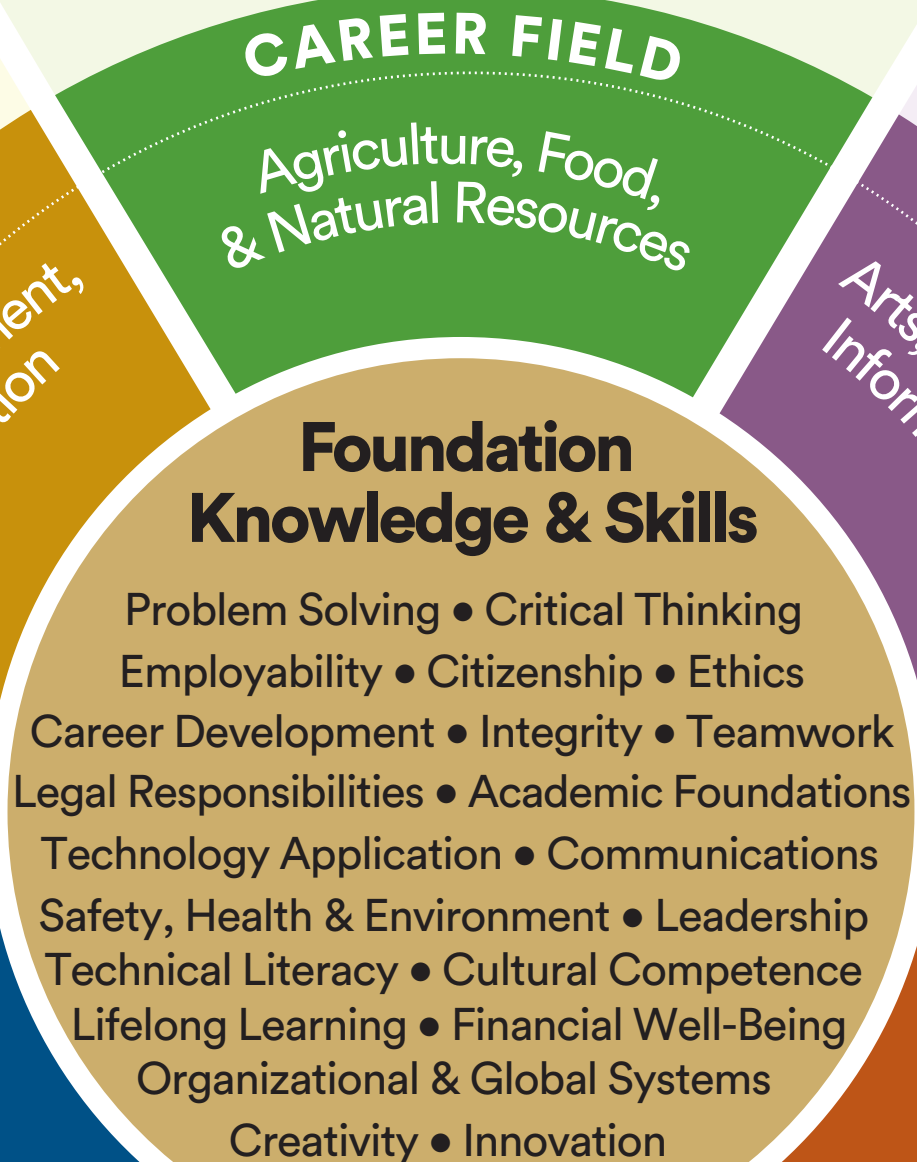 CAREER FIELD
Agriculture, Food,
& Natural Resources
Arts,
Foundation
Knowledge & Skills
Problem Solving ● Critical Thinking
Employability ● Citizenship ● Ethics
Career Development ● Integrity ● Teamwork
Legal Responsibilities ● Academic Foundations
Technology Application ● Communications
Safety, Health & Environment ● Leadership
Technical Literacy ● Cultural Competence
Lifelong Learning ● Financial Well-Being
Organizational & Global Systems
Creativity ● Innovation